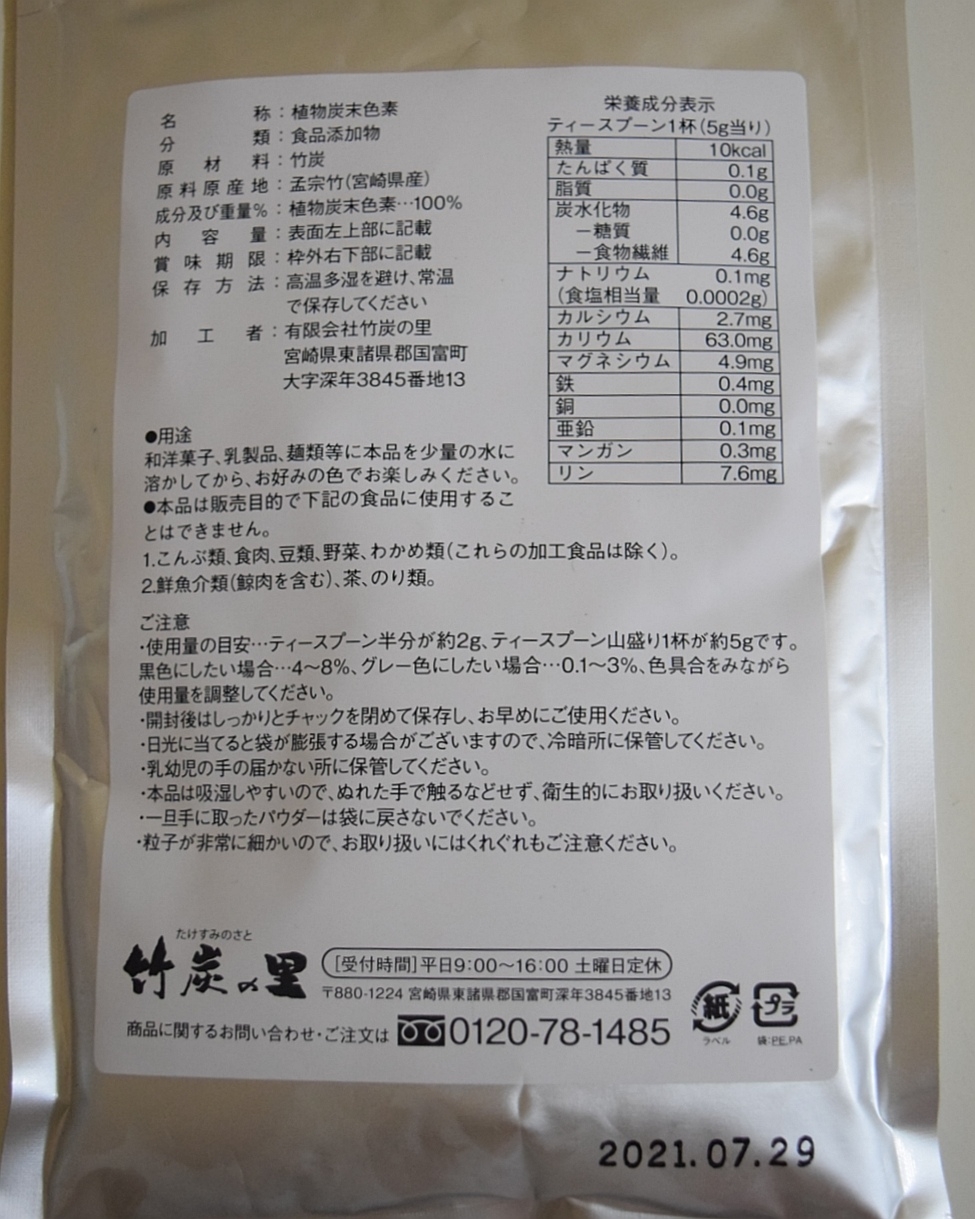 名称：植物炭末色素
分類：食品添加物
原材料：竹炭
原料原産地：孟宗竹(宮崎県産)
成分及び重量%：植物炭末色素…100%
内容量：表面左上部に記載
賞味期限：枠外右下部に記載
保存方法：高温多湿を避け、常温
で保存してください
加工者：有限会社竹炭の里
宮崎県東諸県郡国富町
大字深年3845番地13
栄養成分表示
ティースプーン1杯(5g当り)
熱量 10kcal
たんぱく質 0.1g
脂質 0.0g
炭水化物 4.6g
－糖質 0.0g
－食物繊維 4.6g
ナトリウム 0.1mg
(食塩相当量 0.0002g)
カルシウム 2.7mg
カリウム 63.0mg
マグネシウム 4.9mg
鉄 0.4mg
銅 0.0mg
亜鉛 0.1mg
マンガン 0.3mg
リン 7.6mg
●用途
和洋菓子、乳製品、麺類等に本品を少量の水に
溶かしてから、お好みの色でお楽しみください。
●本品は販売目的で下記の食品に使用するこ
とはできません。
1.こんぶ類、食肉、豆類、野菜、わかめ類(これらの加工食品は除く)。
2.鮮魚介類(鯨肉を含む)、茶、のり類。
ご注意
・使用量の目安…ティースプーン半分が約2g、ティースプーン山盛り1杯が約5gです。
黒色にしたい場合…4〜8%、グレー色にしたい場合…0.1〜3%、色具合をみながら
使用量を調整してください。
・開封後はしっかりとチャックを閉めて保存し、お早めにご使用ください。
・日光に当てると袋が膨張する場合がございますので、冷暗所に保管してください。
・乳幼児の手の届かない所に保管してください。
・本品は吸湿しやすいので、ぬれた手で触るなどせず、衛生的にお取り扱いください。
・一旦手に取ったパウダーは袋に戻さないでください。
・粒子が非常に細かいので、お取り扱いにはくれぐれもご注意ください。
たけすみのさと
竹炭の里
[受付時間]平日9:00〜16:00 土曜日定休
〒880-1224 宮崎県東諸県郡国富町深年3845番地13
商品に関するお問い合わせ・ご注文は 0120-78-1485
紙
ラベル
プラ
袋:PE,PA
2021.07.29